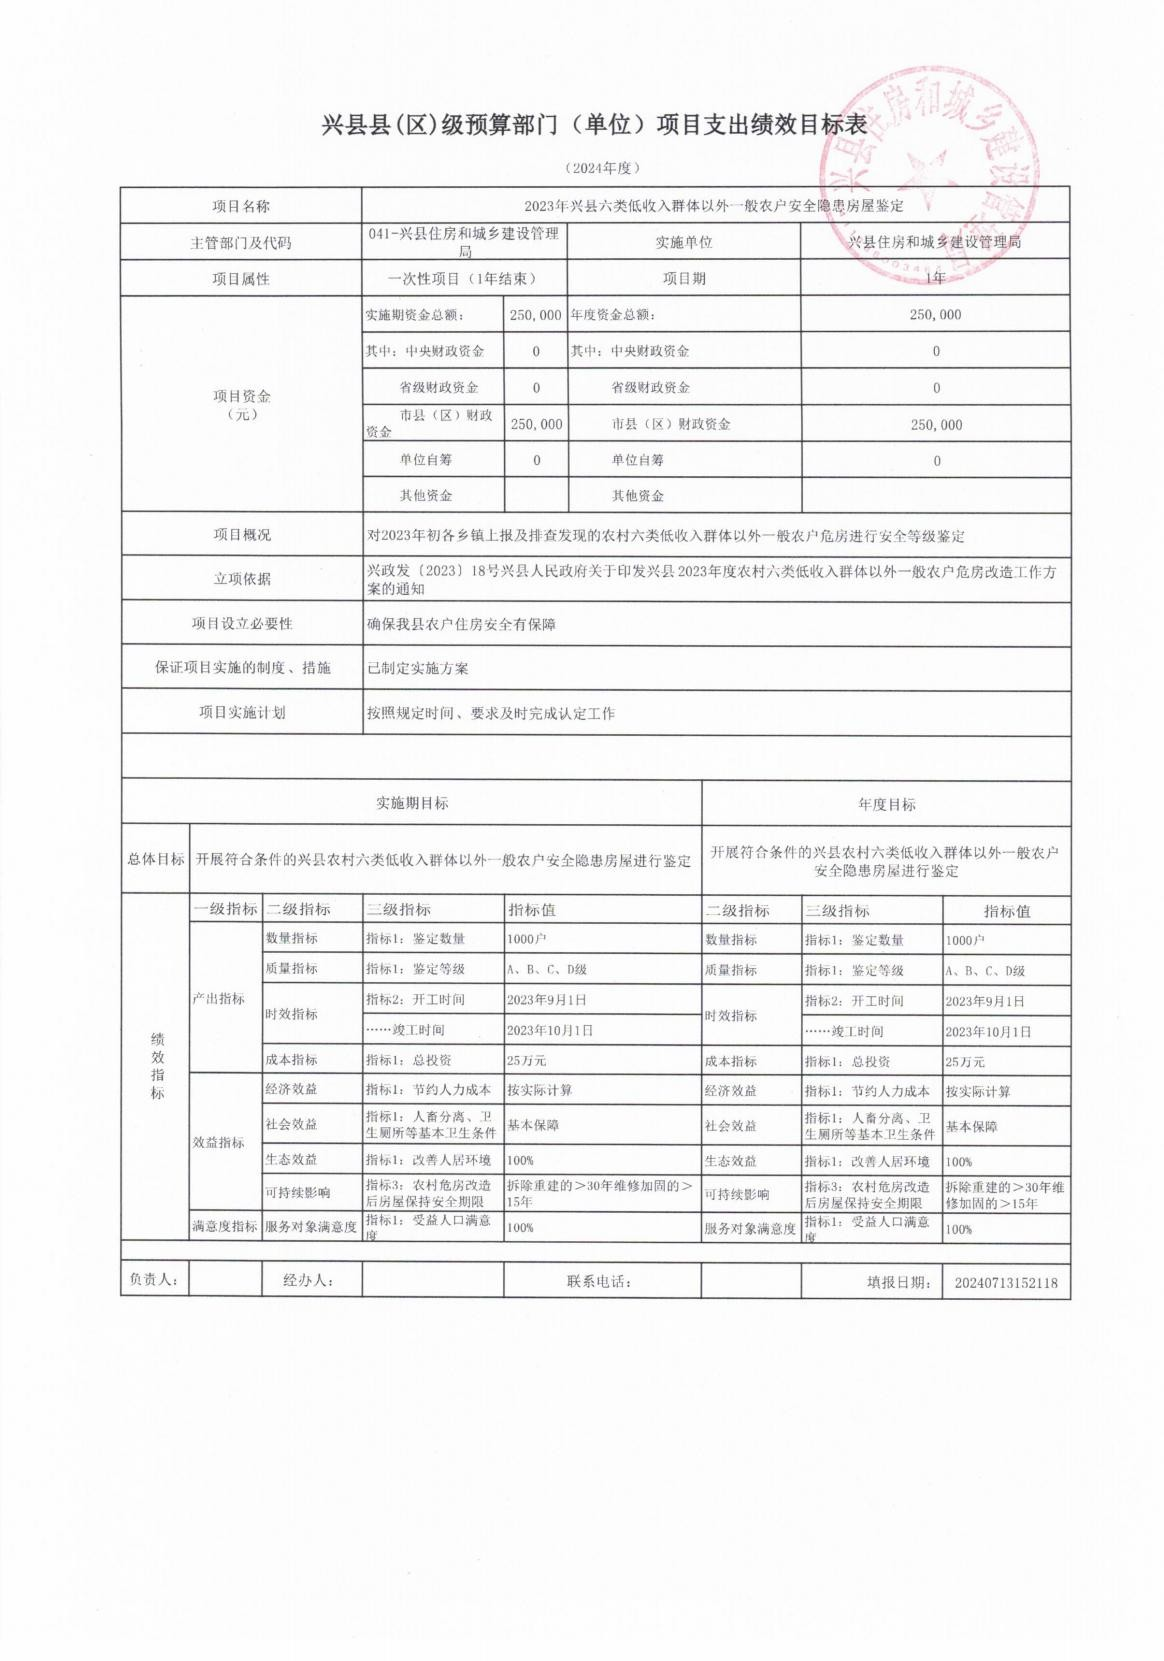 兴县县(区)级预算部门（单位）项目支出绩效目标表
（2024年度）
兴县住房和城乡建设管理局
项目名称 2023年兴县六类低收入群体以外一般农户安全隐患房屋鉴定
主管部门及代码 041-兴县住房和城乡建设管理局 实施单位 兴县住房和城乡建设管理局
项目属性 一次性项目（1年结束） 项目期 1年
项目资金（元）
实施期资金总额： 250,000 年度资金总额： 250,000
其中：中央财政资金 0 其中：中央财政资金 0
省级财政资金 0 省级财政资金 0
市县（区）财政资金 250,000 市县（区）财政资金 250,000
单位自筹 0 单位自筹 0
其他资金 其他资金
项目概况 对2023年初各乡镇上报及排查发现的农村六类低收入群体以外一般农户危房进行安全等级鉴定
立项依据 兴政发〔2023〕18号兴县人民政府关于印发兴县2023年度农村六类低收入群体以外一般农户危房改造工作方
案的通知
项目设立必要性 确保我县农户住房安全有保障
保证项目实施的制度、措施 已制定实施方案
项目实施计划 按照规定时间、要求及时完成认定工作
实施期目标 年度目标
总体目标 开展符合条件的兴县农村六类低收入群体以外一般农户安全隐患房屋进行鉴定 开展符合条件的兴县农村六类低收入群体以外一般农户
安全隐患房屋进行鉴定
绩效指标
一级指标 二级指标 三级指标 指标值 二级指标 三级指标 指标值
产出指标
数量指标 指标1：鉴定数量 1000户 数量指标 指标1：鉴定数量 1000户
质量指标 指标1：鉴定等级 A、B、C、D级 质量指标 指标1：鉴定等级 A、B、C、D级
时效指标 指标2：开工时间 2023年9月1日 时效指标 指标2：开工时间 2023年9月1日
……竣工时间 2023年10月1日 ……竣工时间 2023年10月1日
成本指标 指标1：总投资 25万元 成本指标 指标1：总投资 25万元
效益指标
经济效益 指标1：节约人力成本 按实际计算 经济效益 指标1：节约人力成本 按实际计算
社会效益 指标1：人畜分离、卫生厕所等基本卫生条件 基本保障 社会效益 指标1：人畜分离、卫生厕所等基本卫生条件 基本保障
生态效益 指标1：改善人居环境 100% 生态效益 指标1：改善人居环境 100%
可持续影响 指标3：农村危房改造后房屋保持安全期限 拆除重建的＞30年维修加固的＞15年 可持续影响 指标3：农村危房改造后房屋保持安全期限 拆除重建的＞30年维修加固的＞15年
满意度指标 服务对象满意度 指标1：受益人口满意度 100% 服务对象满意度 指标1：受益人口满意度 100%
负责人： 经办人： 联系电话： 填报日期： 20240713152118